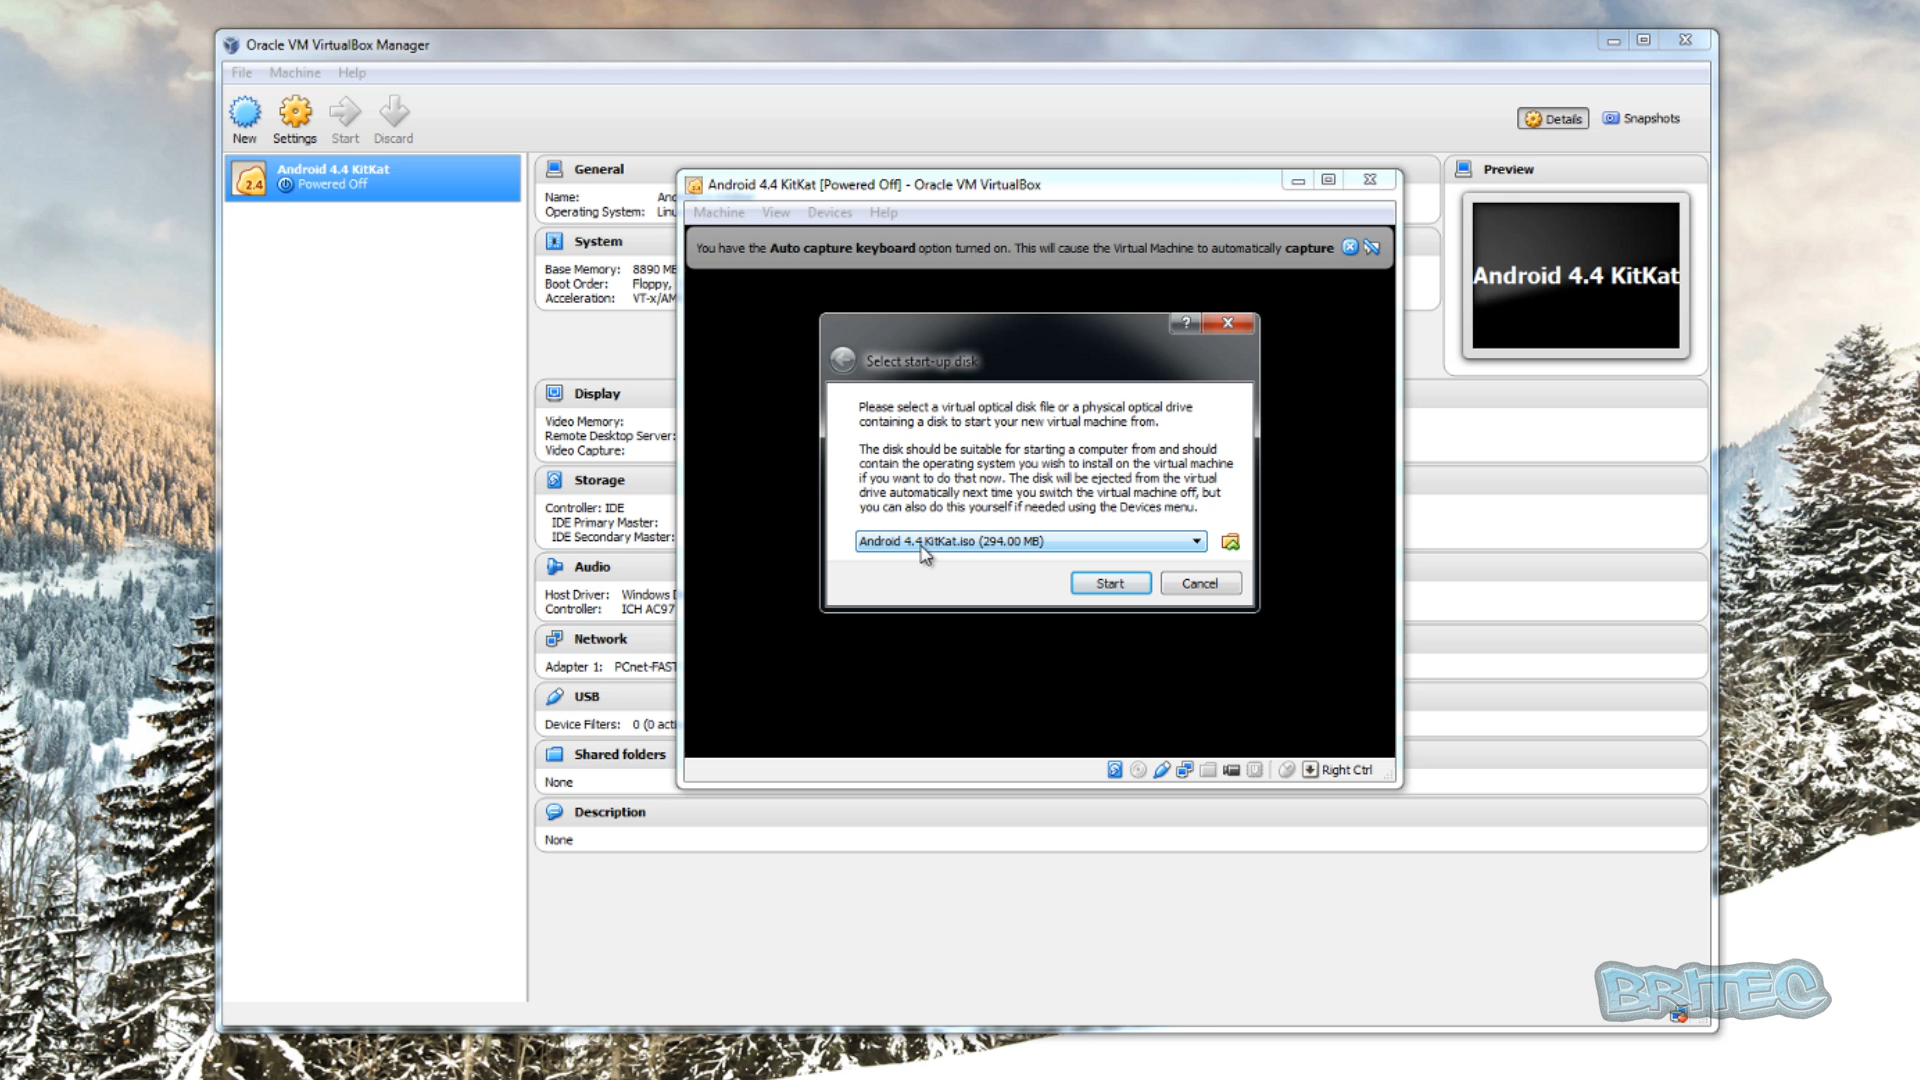 Oracle VM VirtualBox Manager
File Machine Help
New Settings Start Discard
Details Snapshots
Android 4.4 KitKat
2.4 Powered Off
General
Name:
Operating System:
System
Base Memory: 8890
Boot Order: Floppy,
Acceleration:
Display
Video Memory:
Remote Desktop Server:
Video Capture:
Storage
Controller: IDE
IDE Primary Master:
IDE Secondary Master:
Audio
Host Driver: Windows
Controller: ICH AC97
Network
Adapter 1:
USB
Device Filters: 0 (0
Shared folders
None
Description
None
Preview
Android 4.4 KitKat
Android 4.4 KitKat [Powered Off] - Oracle VM VirtualBox
Machine View Devices Help
You have the Auto capture keyboard option turned on. This will cause the Virtual Machine to automatically capture
?
Select start-up disk
Please select a virtual optical disk file or a physical optical drive
containing a disk to start your new virtual machine from.
The disk should be suitable for starting a computer from and should
contain the operating system you wish to install on the virtual machine
if you want to do that now. The disk will be ejected from the virtual
drive automatically next time you switch the virtual machine off, but
you can also do this yourself if needed using the Devices menu.
Android 4.4 KitKat.iso (294.00 MB)
Start Cancel
Right Ctrl
BRITEC